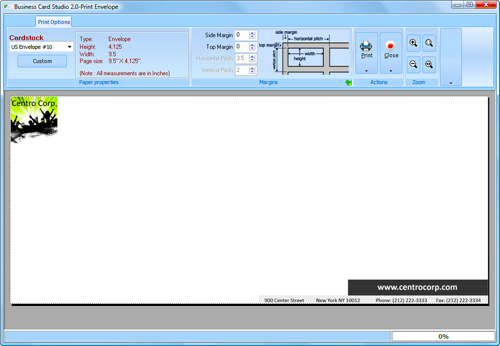 Business Card Studio 2.0-Print Envelope
Print Options
Cardstock
US Envelope #10
Custom
Type: Envelope
Height: 4.125
Width: 9.5
Page size: 9.5" X 4.125".
(Note : All measurements are in Inches)
Paper properties
Side Margin 0
Top Margin 0
Horizontal Pitch 3.5
Vertical Pitch 2
side margin
horizontal pitch
top margin
width
height
vertical pitch
Margins
Print
Close
Actions
Zoom
Centro Corp.
www.centrocorp.com
900 Center Street New York NY 10012 Phone: (212) 222-3333 Fax: (212) 222-3334
0%